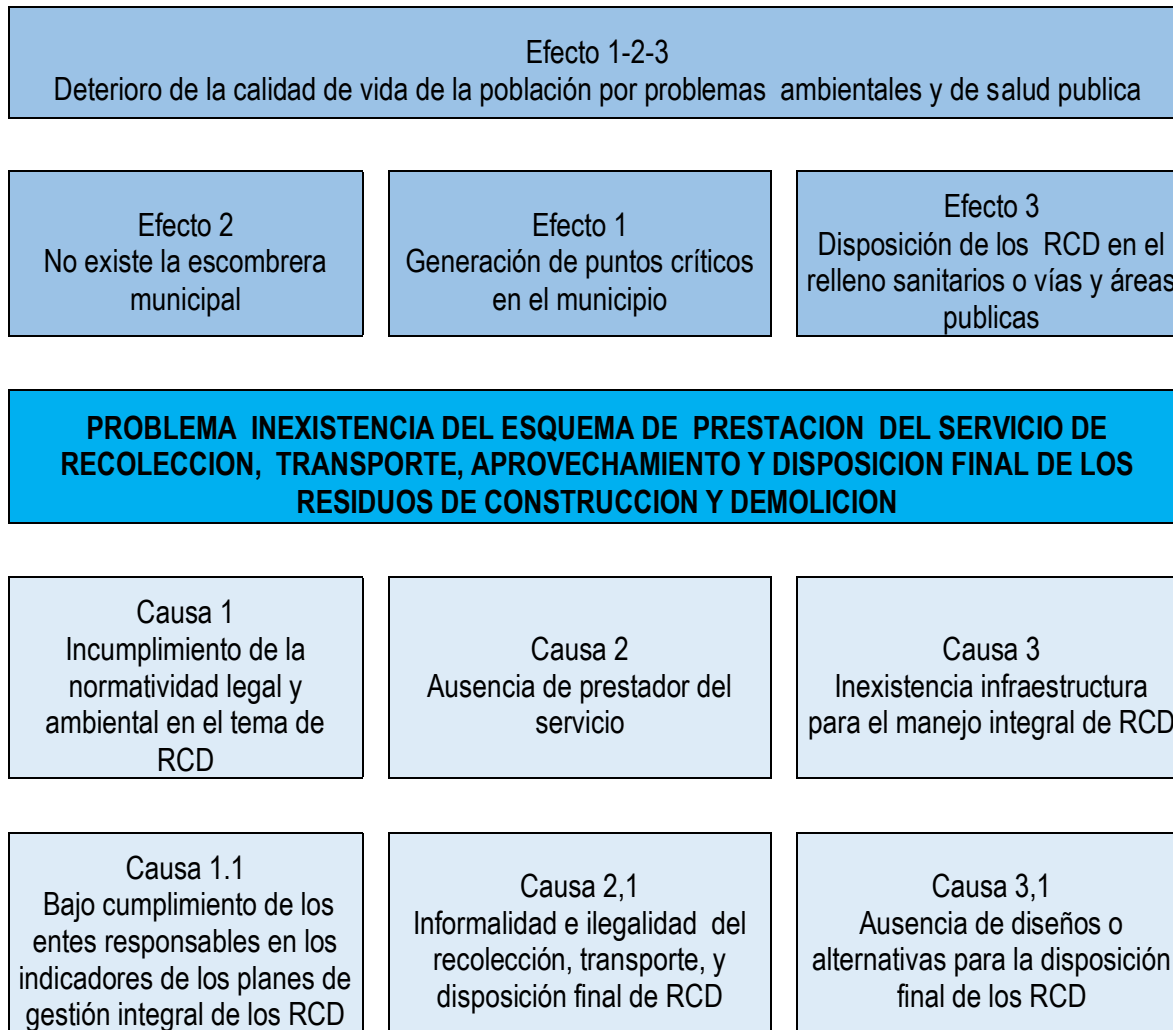 Efecto 1-2-3
Deterioro de la calidad de vida de la población por problemas ambientales y de salud publica
Efecto 2
No existe la escombrera
municipal
Efecto 1
Generación de puntos críticos
en el municipio
Efecto 3
Disposición de los RCD en el
relleno sanitarios o vías y áreas
publicas
PROBLEMA INEXISTENCIA DEL ESQUEMA DE PRESTACION DEL SERVICIO DE
RECOLECCION, TRANSPORTE, APROVECHAMIENTO Y DISPOSICION FINAL DE LOS
RESIDUOS DE CONSTRUCCION Y DEMOLICION
Causa 1
Incumplimiento de la
normatividad legal y
ambiental en el tema de
RCD
Causa 2
Ausencia de prestador del
servicio
Causa 3
Inexistencia infraestructura
para el manejo integral de RCD
Causa 1.1
Bajo cumplimiento de los
entes responsables en los
indicadores de los planes de
gestión integral de los RCD
Causa 2,1
Informalidad e ilegalidad del
recolección, transporte, y
disposición final de RCD
Causa 3,1
Ausencia de diseños o
alternativas para la disposición
final de los RCD